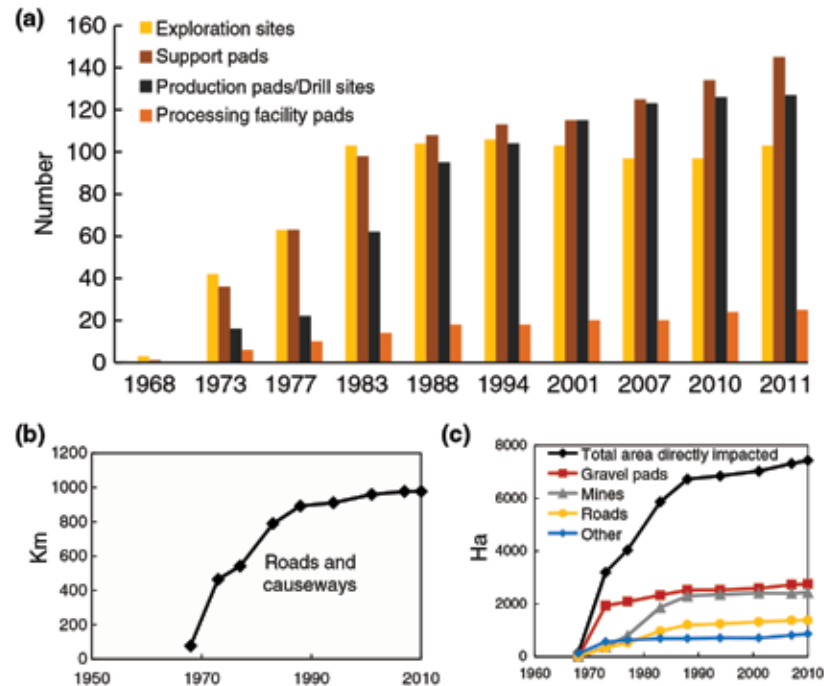 (a)
160
140
120
100
80
60
40
20
0
Number
Exploration sites
Support pads
Production pads/Drill sites
Processing facility pads
1968 1973 1977 1983 1988 1994 2001 2007 2010 2011
(b)
1200
1000
800
600
400
200
0
Km
Roads and
causeways
1950 1970 1990 2010
(c)
8000
6000
4000
2000
0
Ha
Total area directly impacted
Gravel pads
Mines
Roads
Other
1960 1970 1980 1990 2000 2010